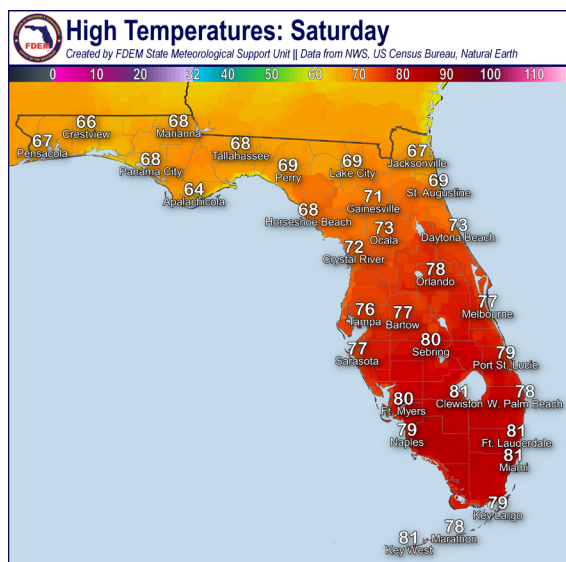 FDEM
High Temperatures: Saturday
Created by FDEM State Meteorological Support Unit || Data from NWS, US Census Bureau, Natural Earth
0 10 20 32 40 50 60 70 80 90 100 110
66
Crestview
68
Marianna
67
Pensacola
68
Panama City
64
Apalachicola
68
Tallahassee
69
Perry
69
Lake City
67
Jacksonville
69
St. Augustine
71
Gainesville
68
Horseshoe Beach
73
Ocala
73
Daytona Beach
72
Crystal River
78
Orlando
76
Tampa
77
Bartow
77
Melbourne
77
Sarasota
80
Sebring
79
Port St. Lucie
80
Ft. Myers
81
Clewiston
78
W. Palm Beach
79
Naples
81
Ft. Lauderdale
81
Miami
79
Key Largo
78
Marathon
81
Key West